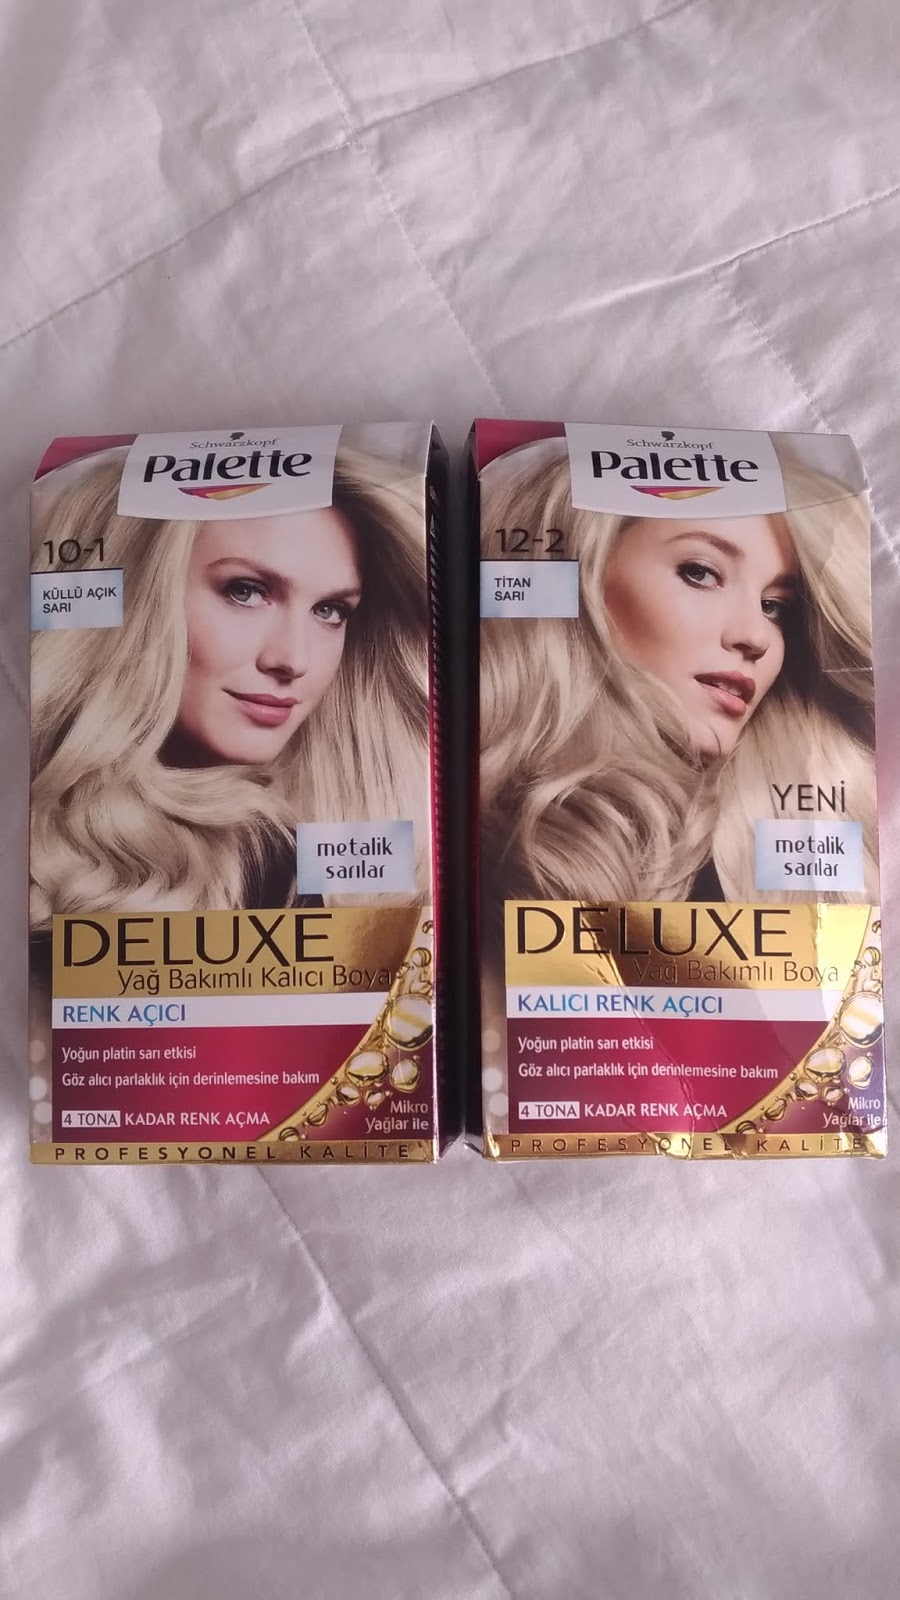 Schwarzkopf
Palette
10-1
KÜLLÜ AÇIK
SARI
metalik
sarılar
DELUXE
Yağ Bakımlı Kalıcı Boya
RENK AÇICI
Yoğun platin sarı etkisi
Göz alıcı parlaklık için derinlemesine bakım
4 TONA KADAR RENK AÇMA
Mikro
Yağlar ile
PROFESYONEL KALİTE
Schwarzkopf
Palette
12-2
TİTAN
SARI
YENİ
metalik
sarılar
DELUXE
Yağ Bakımlı Boya
KALICI RENK AÇICI
Yoğun platin sarı etkisi
Göz alıcı parlaklık için derinlemesine bakım
4 TONA KADAR RENK AÇMA
Mikro
Yağlar ile
PROFESYONEL KALİTE